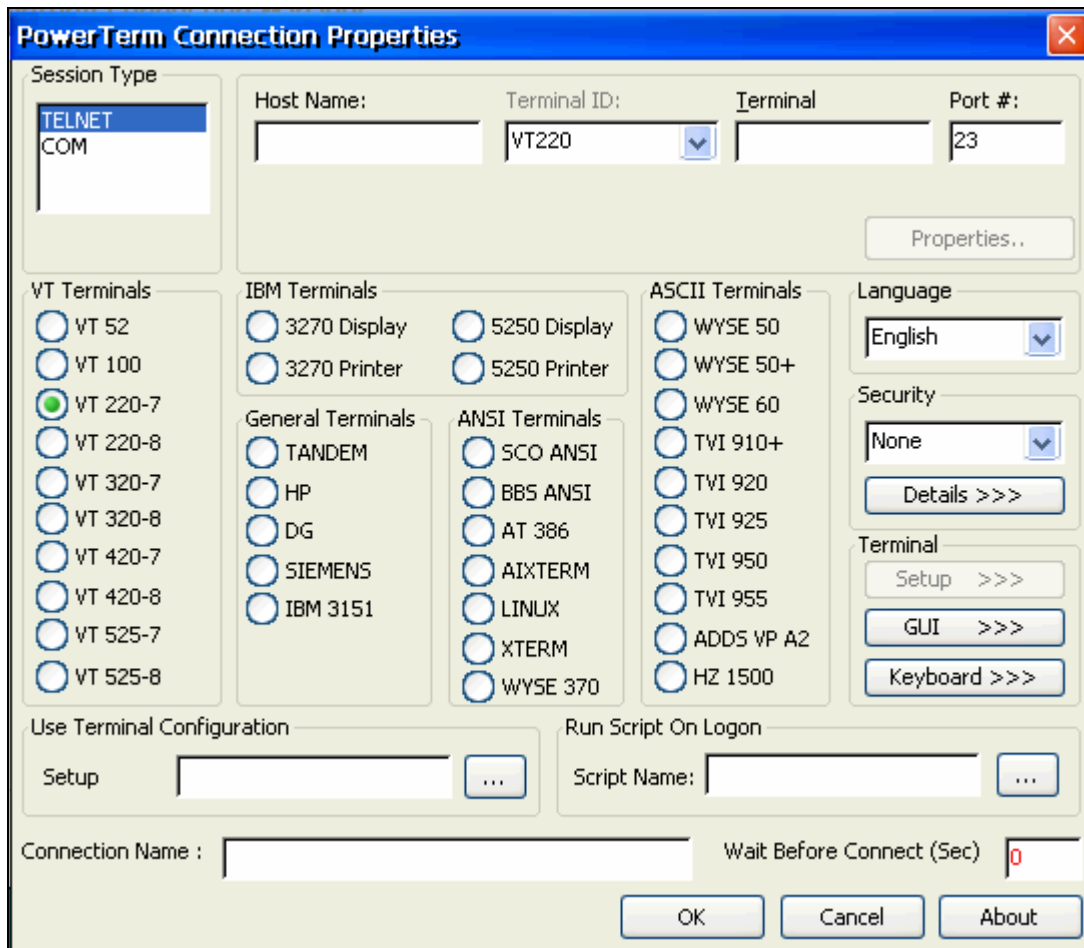 PowerTerm Connection Properties
Session Type
TELNET
COM
Host Name:
Terminal ID:
Terminal
Port #:
VT220
23
Properties..
VT Terminals
VT 52
VT 100
VT 220-7
VT 220-8
VT 320-7
VT 320-8
VT 420-7
VT 420-8
VT 525-7
VT 525-8
IBM Terminals
3270 Display
5250 Display
3270 Printer
5250 Printer
General Terminals
TANDEM
HP
DG
SIEMENS
IBM 3151
ANSI Terminals
SCO ANSI
BBS ANSI
AT 386
AIXTERM
LINUX
XTERM
WYSE 370
ASCII Terminals
WYSE 50
WYSE 50+
WYSE 60
TVI 910+
TVI 920
TVI 925
TVI 950
TVI 955
ADDS VP A2
HZ 1500
Language
English
Security
None
Details >>>
Terminal
Setup >>>
GUI >>>
Keyboard >>>
Use Terminal Configuration
Setup
...
Run Script On Logon
Script Name:
...
Connection Name :
Wait Before Connect (Sec)
0
OK
Cancel
About